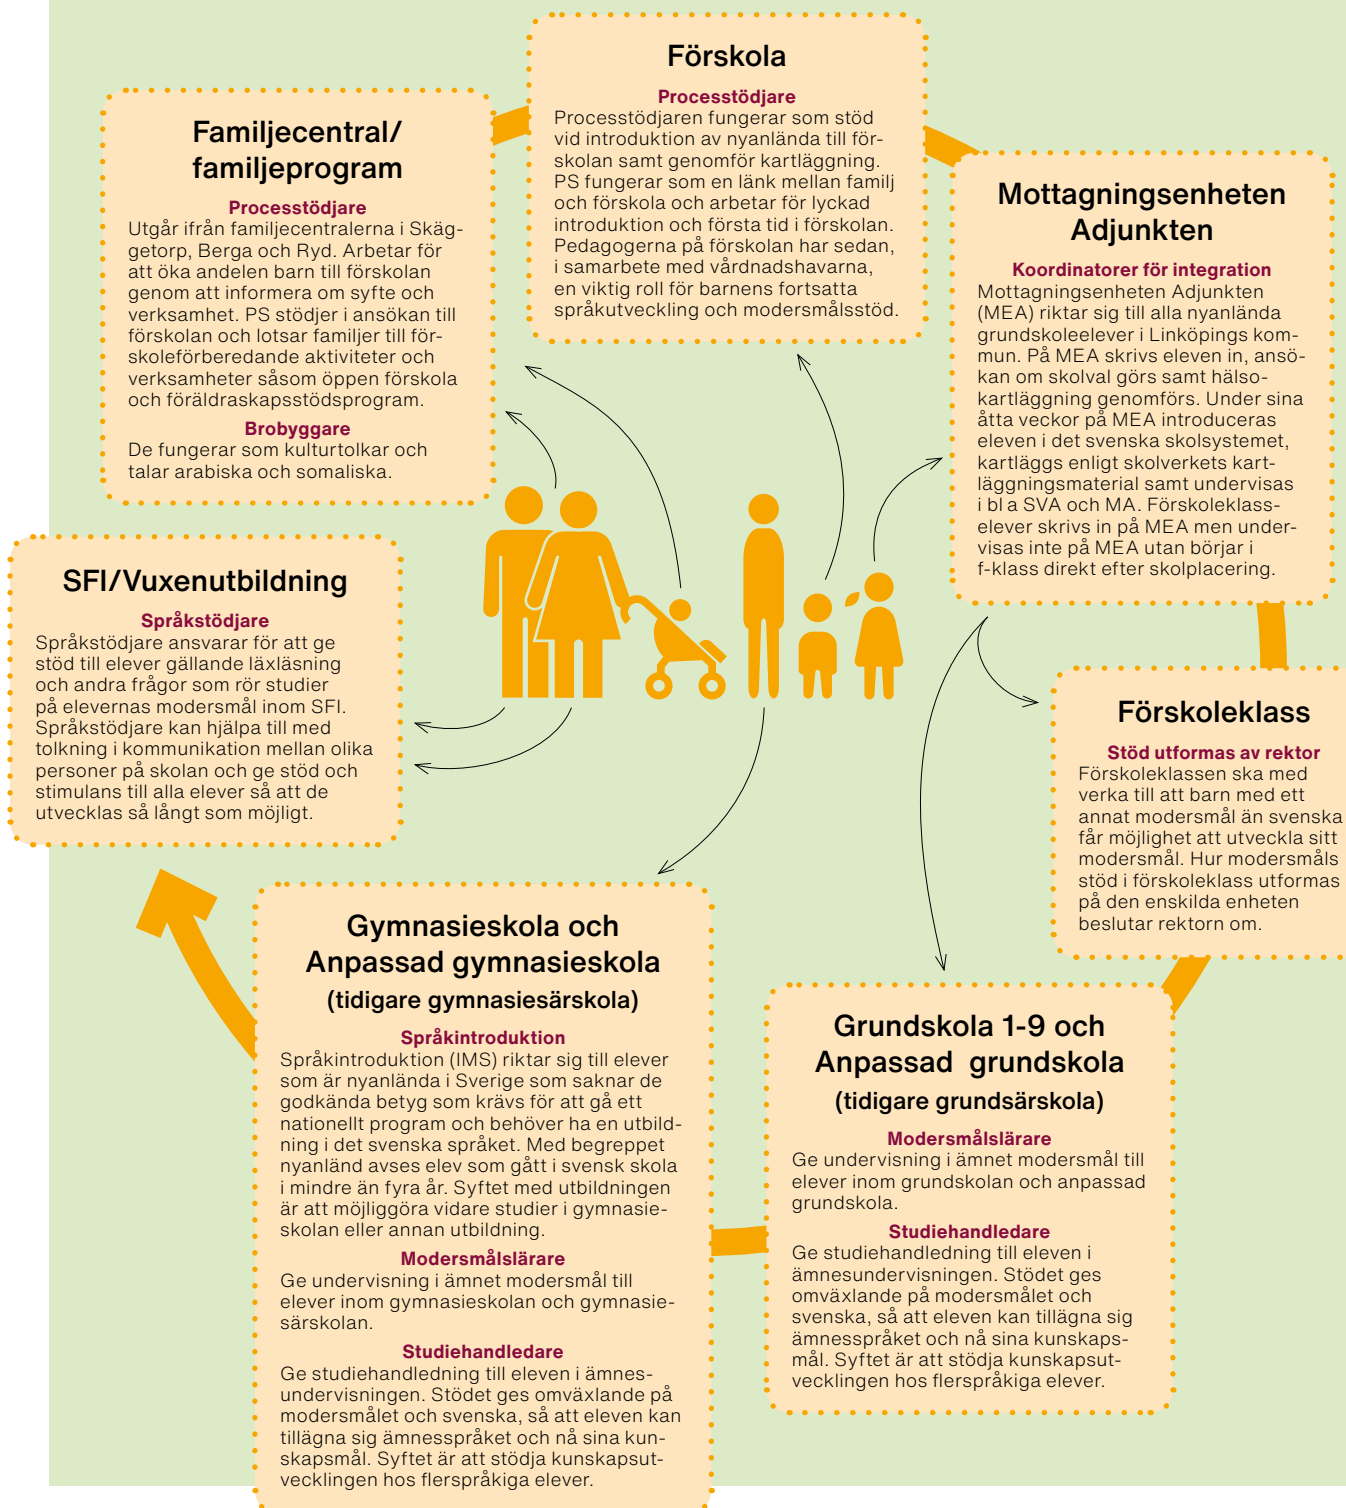 Förskola
Processtödjare
Processtödjaren fungerar som stöd
vid introduktion av nyanlända till för-
skolan samt genomför kartläggning.
PS fungerar som en länk mellan familj
och förskola och arbetar för lyckad
introduktion och första tid i förskolan.
Pedagogerna på förskolan har sedan,
i samarbete med vårdnadshavarna,
en viktig roll för barnens fortsatta
språkutveckling och modersmålsstöd.
Familjecentral/
familjeprogram
Processtödjare
Utgår ifrån familjecentralerna i Skäg-
getorp, Berga och Ryd. Arbetar för
att öka andelen barn till förskolan
genom att informera om syfte och
verksamhet. PS stödjer i ansökan till
förskolan och lotsar familjer till för-
skoleförberedande aktiviteter och
verksamheter såsom öppen förskola
och föräldraskapsstödsprogram.
Brobyggare
De fungerar som kulturtolkar och
talar arabiska och somaliska.
Mottagningsenheten
Adjunkten
Koordinatorer för integration
Mottagningsenheten Adjunkten
(MEA) riktar sig till alla nyanlända
grundskoleelever i Linköpings kom-
mun. På MEA skrivs eleven in, ansö-
kan om skolval görs samt hälso-
kartläggning genomförs. Under sina
åtta veckor på MEA introduceras
eleven i det svenska skolsystemet,
kartläggs enligt skolverkets kart-
läggningsmaterial samt undervisas
i bl a SVA och MA. Förskoleklass-
elever skrivs in på MEA men under-
visas inte på MEA utan börjar i
f-klass direkt efter skolplacering.
SFI/Vuxenutbildning
Språkstödjare
Språkstödjare ansvarar för att ge
stöd till elever gällande läxläsning
och andra frågor som rör studier
på elevernas modersmål inom SFI.
Språkstödjare kan hjälpa till med
tolkning i kommunikation mellan olika
personer på skolan och ge stöd och
stimulans till alla elever så att de
utvecklas så långt som möjligt.
Förskoleklass
Stöd utformas av rektor
Förskoleklassen ska med
verka till att barn med ett
annat modersmål än svenska
får möjlighet att utveckla sitt
modersmål. Hur modersmåls
stöd i förskoleklass utformas
på den enskilda enheten
beslutar rektorn om.
Gymnasieskola och
Anpassad gymnasieskola
(tidigare gymnasiesärskola)
Språkintroduktion
Språkintroduktion (IMS) riktar sig till elever
som är nyanlända i Sverige som saknar de
godkända betyg som krävs för att gå ett
nationellt program och behöver ha en utbild-
ning i det svenska språket. Med begreppet
nyanländ avses elev som gått i svensk skola
i mindre än fyra år. Syftet med utbildningen
är att möjliggöra vidare studier i gymnasie-
skolan eller annan utbildning.
Modersmålslärare
Ge undervisning i ämnet modersmål till
elever inom gymnasieskolan och gymnasie-
särskolan.
Studiehandledare
Ge studiehandledning till eleven i ämnes-
undervisningen. Stödet ges omväxlande på
modersmålet och svenska, så att eleven kan
tillägna sig ämnesspråket och nå sina kun-
skapsmål. Syftet är att stödja kunskapsut-
vecklingen hos flerspråkiga elever.
Grundskola 1-9 och
Anpassad grundskola
(tidigare grundsärskola)
Modersmålslärare
Ge undervisning i ämnet modersmål till
elever inom grundskolan och anpassad
grundskola.
Studiehandledare
Ge studiehandledning till eleven i
ämnesundervisningen. Stödet ges
omväxlande på modersmålet och
svenska, så att eleven kan tillägna sig
ämnesspråket och nå sina kunskaps-
mål. Syftet är att stödja kunskapsut-
vecklingen hos flerspråkiga elever.